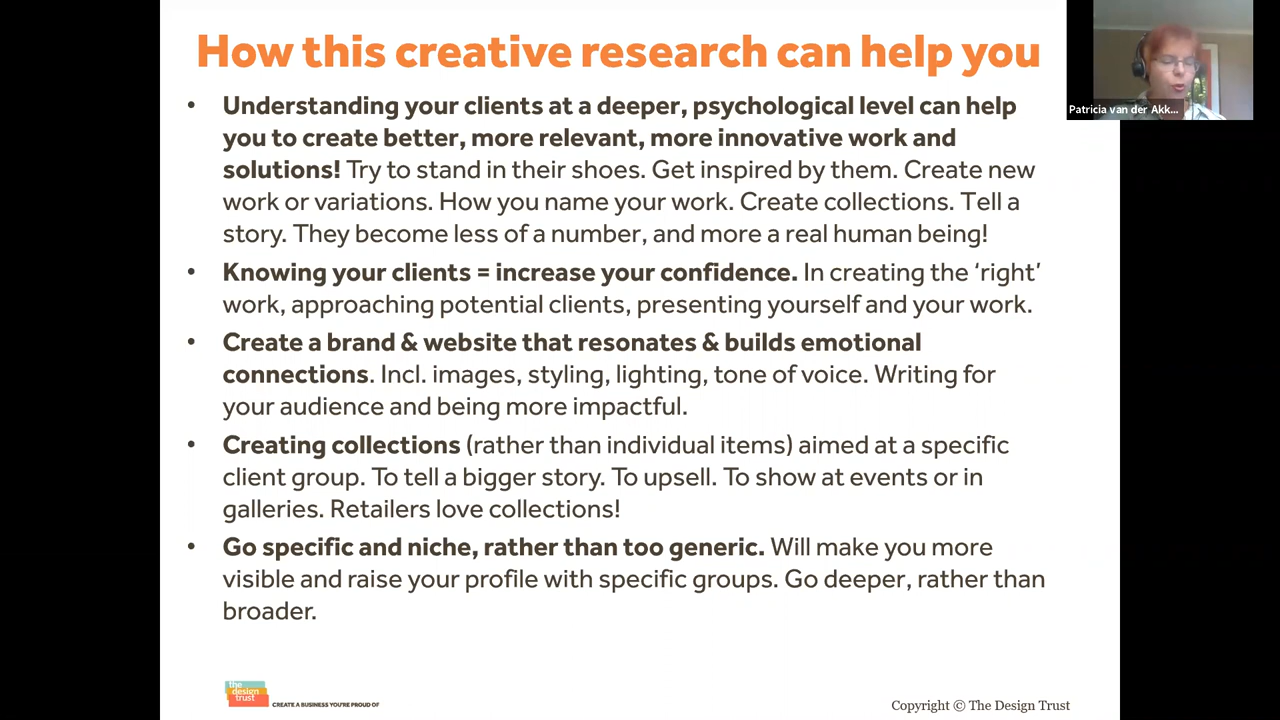 How this creative research can help you
Patricia van der Akk...
• Understanding your clients at a deeper, psychological level can help
you to create better, more relevant, more innovative work and
solutions! Try to stand in their shoes. Get inspired by them. Create new
work or variations. How you name your work. Create collections. Tell a
story. They become less of a number, and more a real human being!
• Knowing your clients = increase your confidence. In creating the ‘right’
work, approaching potential clients, presenting yourself and your work.
• Create a brand & website that resonates & builds emotional
connections. Incl. images, styling, lighting, tone of voice. Writing for
your audience and being more impactful.
• Creating collections (rather than individual items) aimed at a specific
client group. To tell a bigger story. To upsell. To show at events or in
galleries. Retailers love collections!
• Go specific and niche, rather than too generic. Will make you more
visible and raise your profile with specific groups. Go deeper, rather than
broader.
the
design
trust
CREATE A BUSINESS YOU'RE PROUD OF
Copyright © The Design Trust